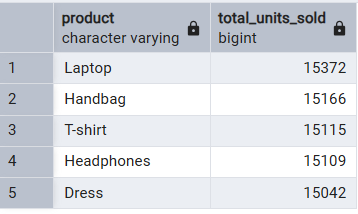 product total_units_sold
character varying bigint
1 Laptop 15372
2 Handbag 15166
3 T-shirt 15115
4 Headphones 15109
5 Dress 15042